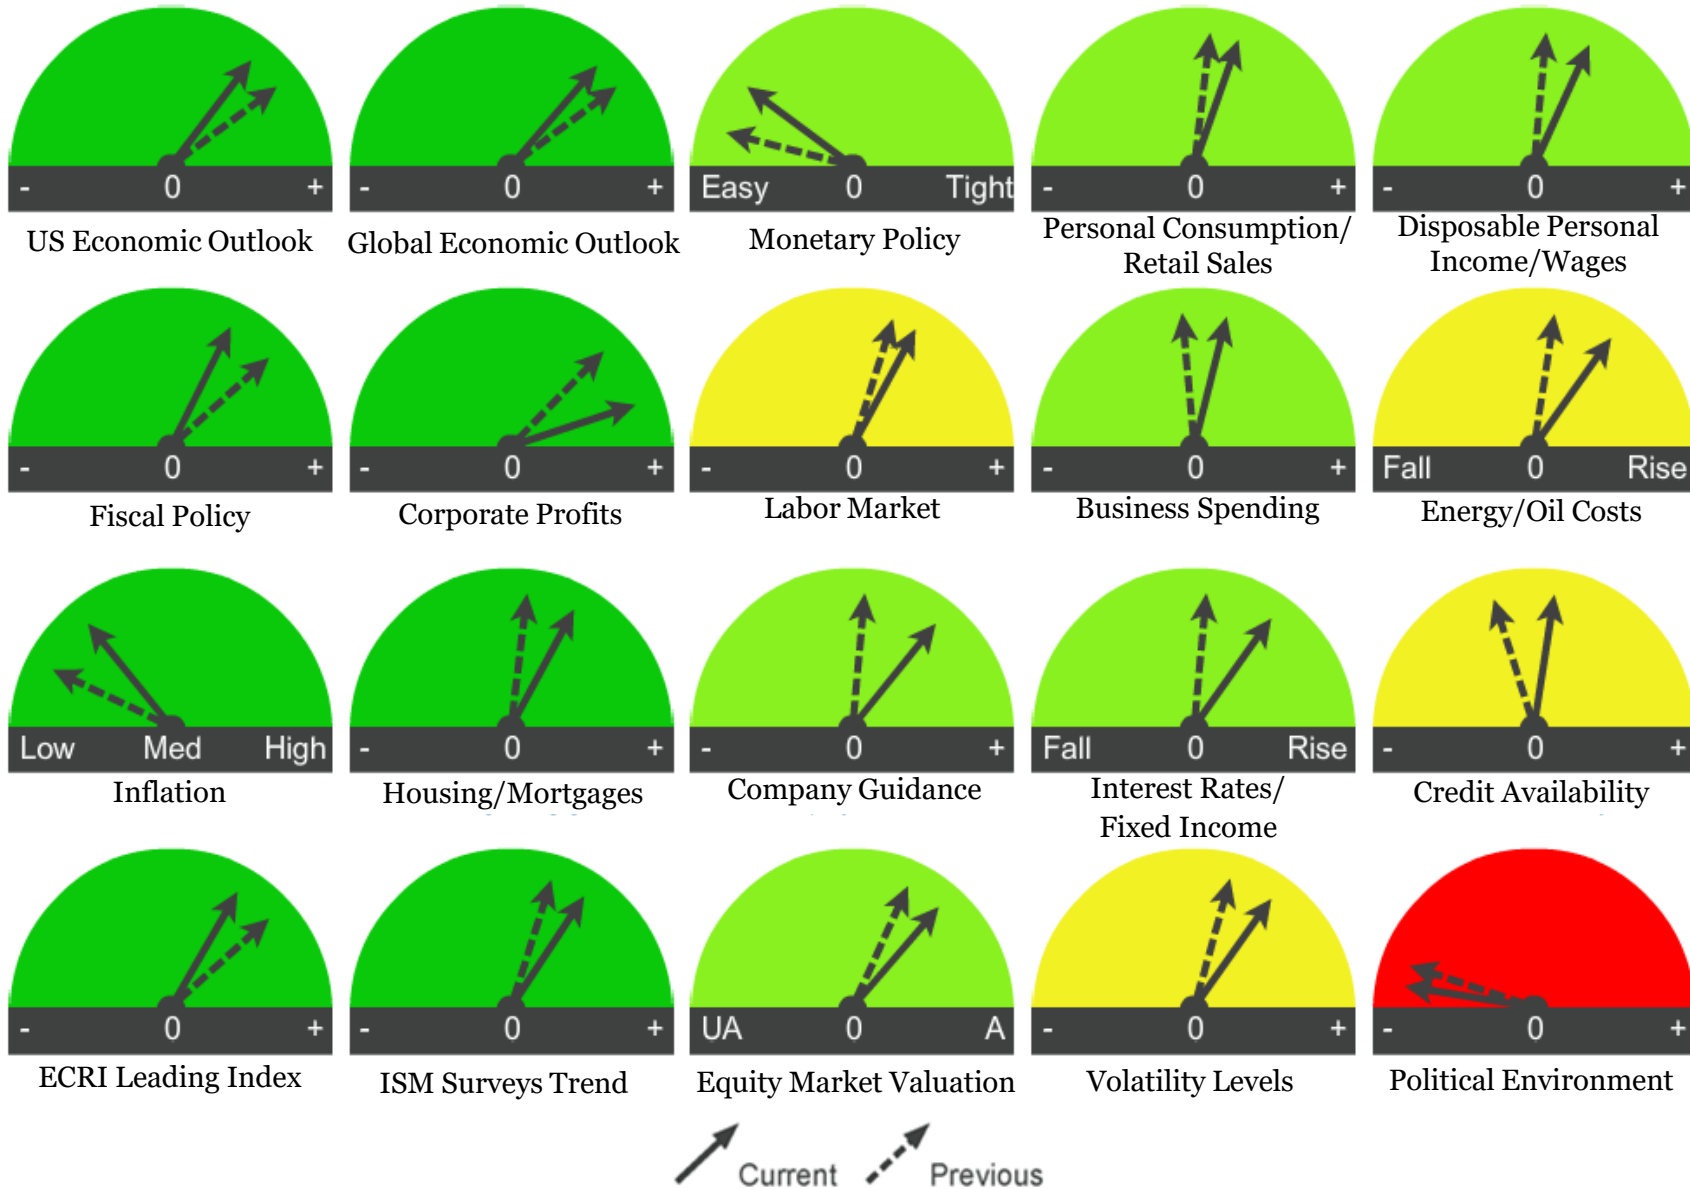 - 0 +
US Economic Outlook
- 0 +
Global Economic Outlook
Easy 0 Tight
Monetary Policy
- 0 +
Personal Consumption/
Retail Sales
- 0 +
Disposable Personal
Income/Wages
- 0 +
Fiscal Policy
- 0 +
Corporate Profits
- 0 +
Labor Market
- 0 +
Business Spending
Fall 0 Rise
Energy/Oil Costs
Low Med High
Inflation
- 0 +
Housing/Mortgages
- 0 +
Company Guidance
Fall 0 Rise
Interest Rates/
Fixed Income
- 0 +
Credit Availability
- 0 +
ECRI Leading Index
- 0 +
ISM Surveys Trend
UA 0 A
Equity Market Valuation
- 0 +
Volatility Levels
- 0 +
Political Environment
Current Previous